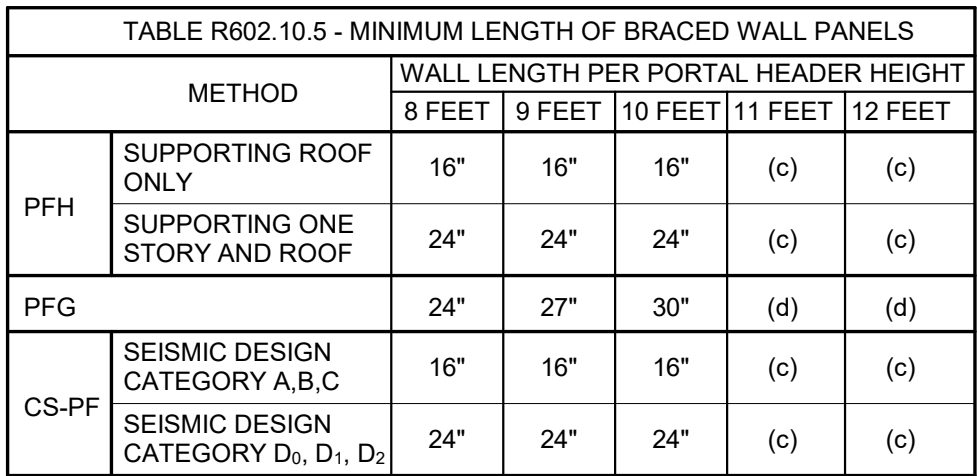 TABLE R602.10.5 - MINIMUM LENGTH OF BRACED WALL PANELS
METHOD
WALL LENGTH PER PORTAL HEADER HEIGHT
8 FEET 9 FEET 10 FEET 11 FEET 12 FEET
PFH
SUPPORTING ROOF
ONLY
16" 16" 16" (c) (c)
SUPPORTING ONE
STORY AND ROOF
24" 24" 24" (c) (c)
PFG 24" 27" 30" (d) (d)
CS-PF
SEISMIC DESIGN
CATEGORY A,B,C
16" 16" 16" (c) (c)
SEISMIC DESIGN
CATEGORY D₀, D₁, D₂
24" 24" 24" (c) (c)